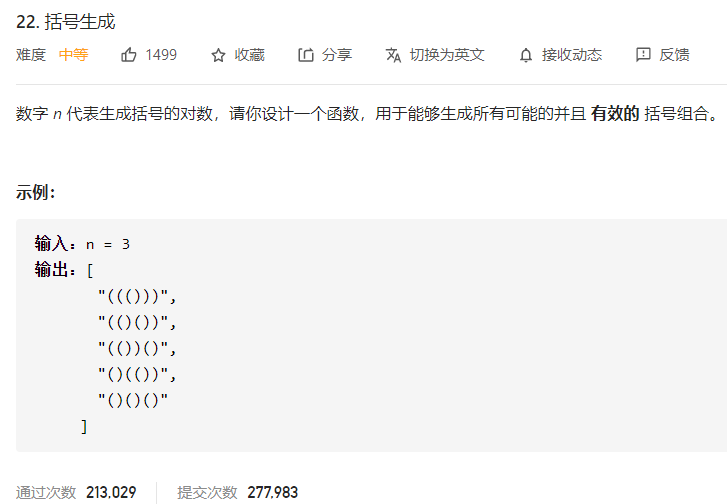 22. 括号生成
难度 中等 1499 收藏 分享 切换为英文 接收动态 反馈
数字 n 代表生成括号的对数，请你设计一个函数，用于能够生成所有可能的并且 有效的 括号组合。
示例：
输入：n = 3
输出：[
"((()))",
"(()())",
"(())()",
"()(())",
"()()()"
]
通过次数 213,029 提交次数 277,983